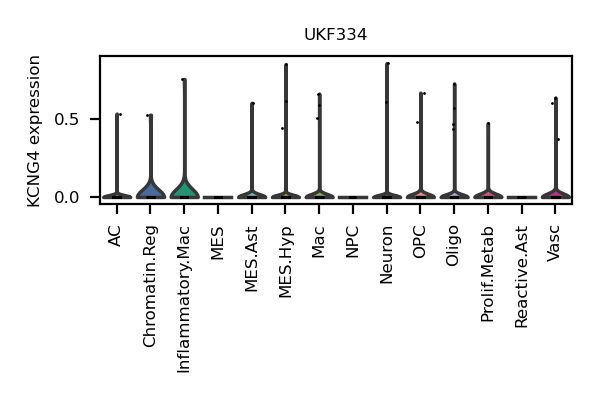 UKF334
KCNG4 expression
0.5
0.0
AC
Chromatin.Reg
Inflammatory.Mac
MES
MES.Ast
MES.Hyp
Mac
NPC
Neuron
OPC
Oligo
Prolif.Metab
Reactive.Ast
Vasc